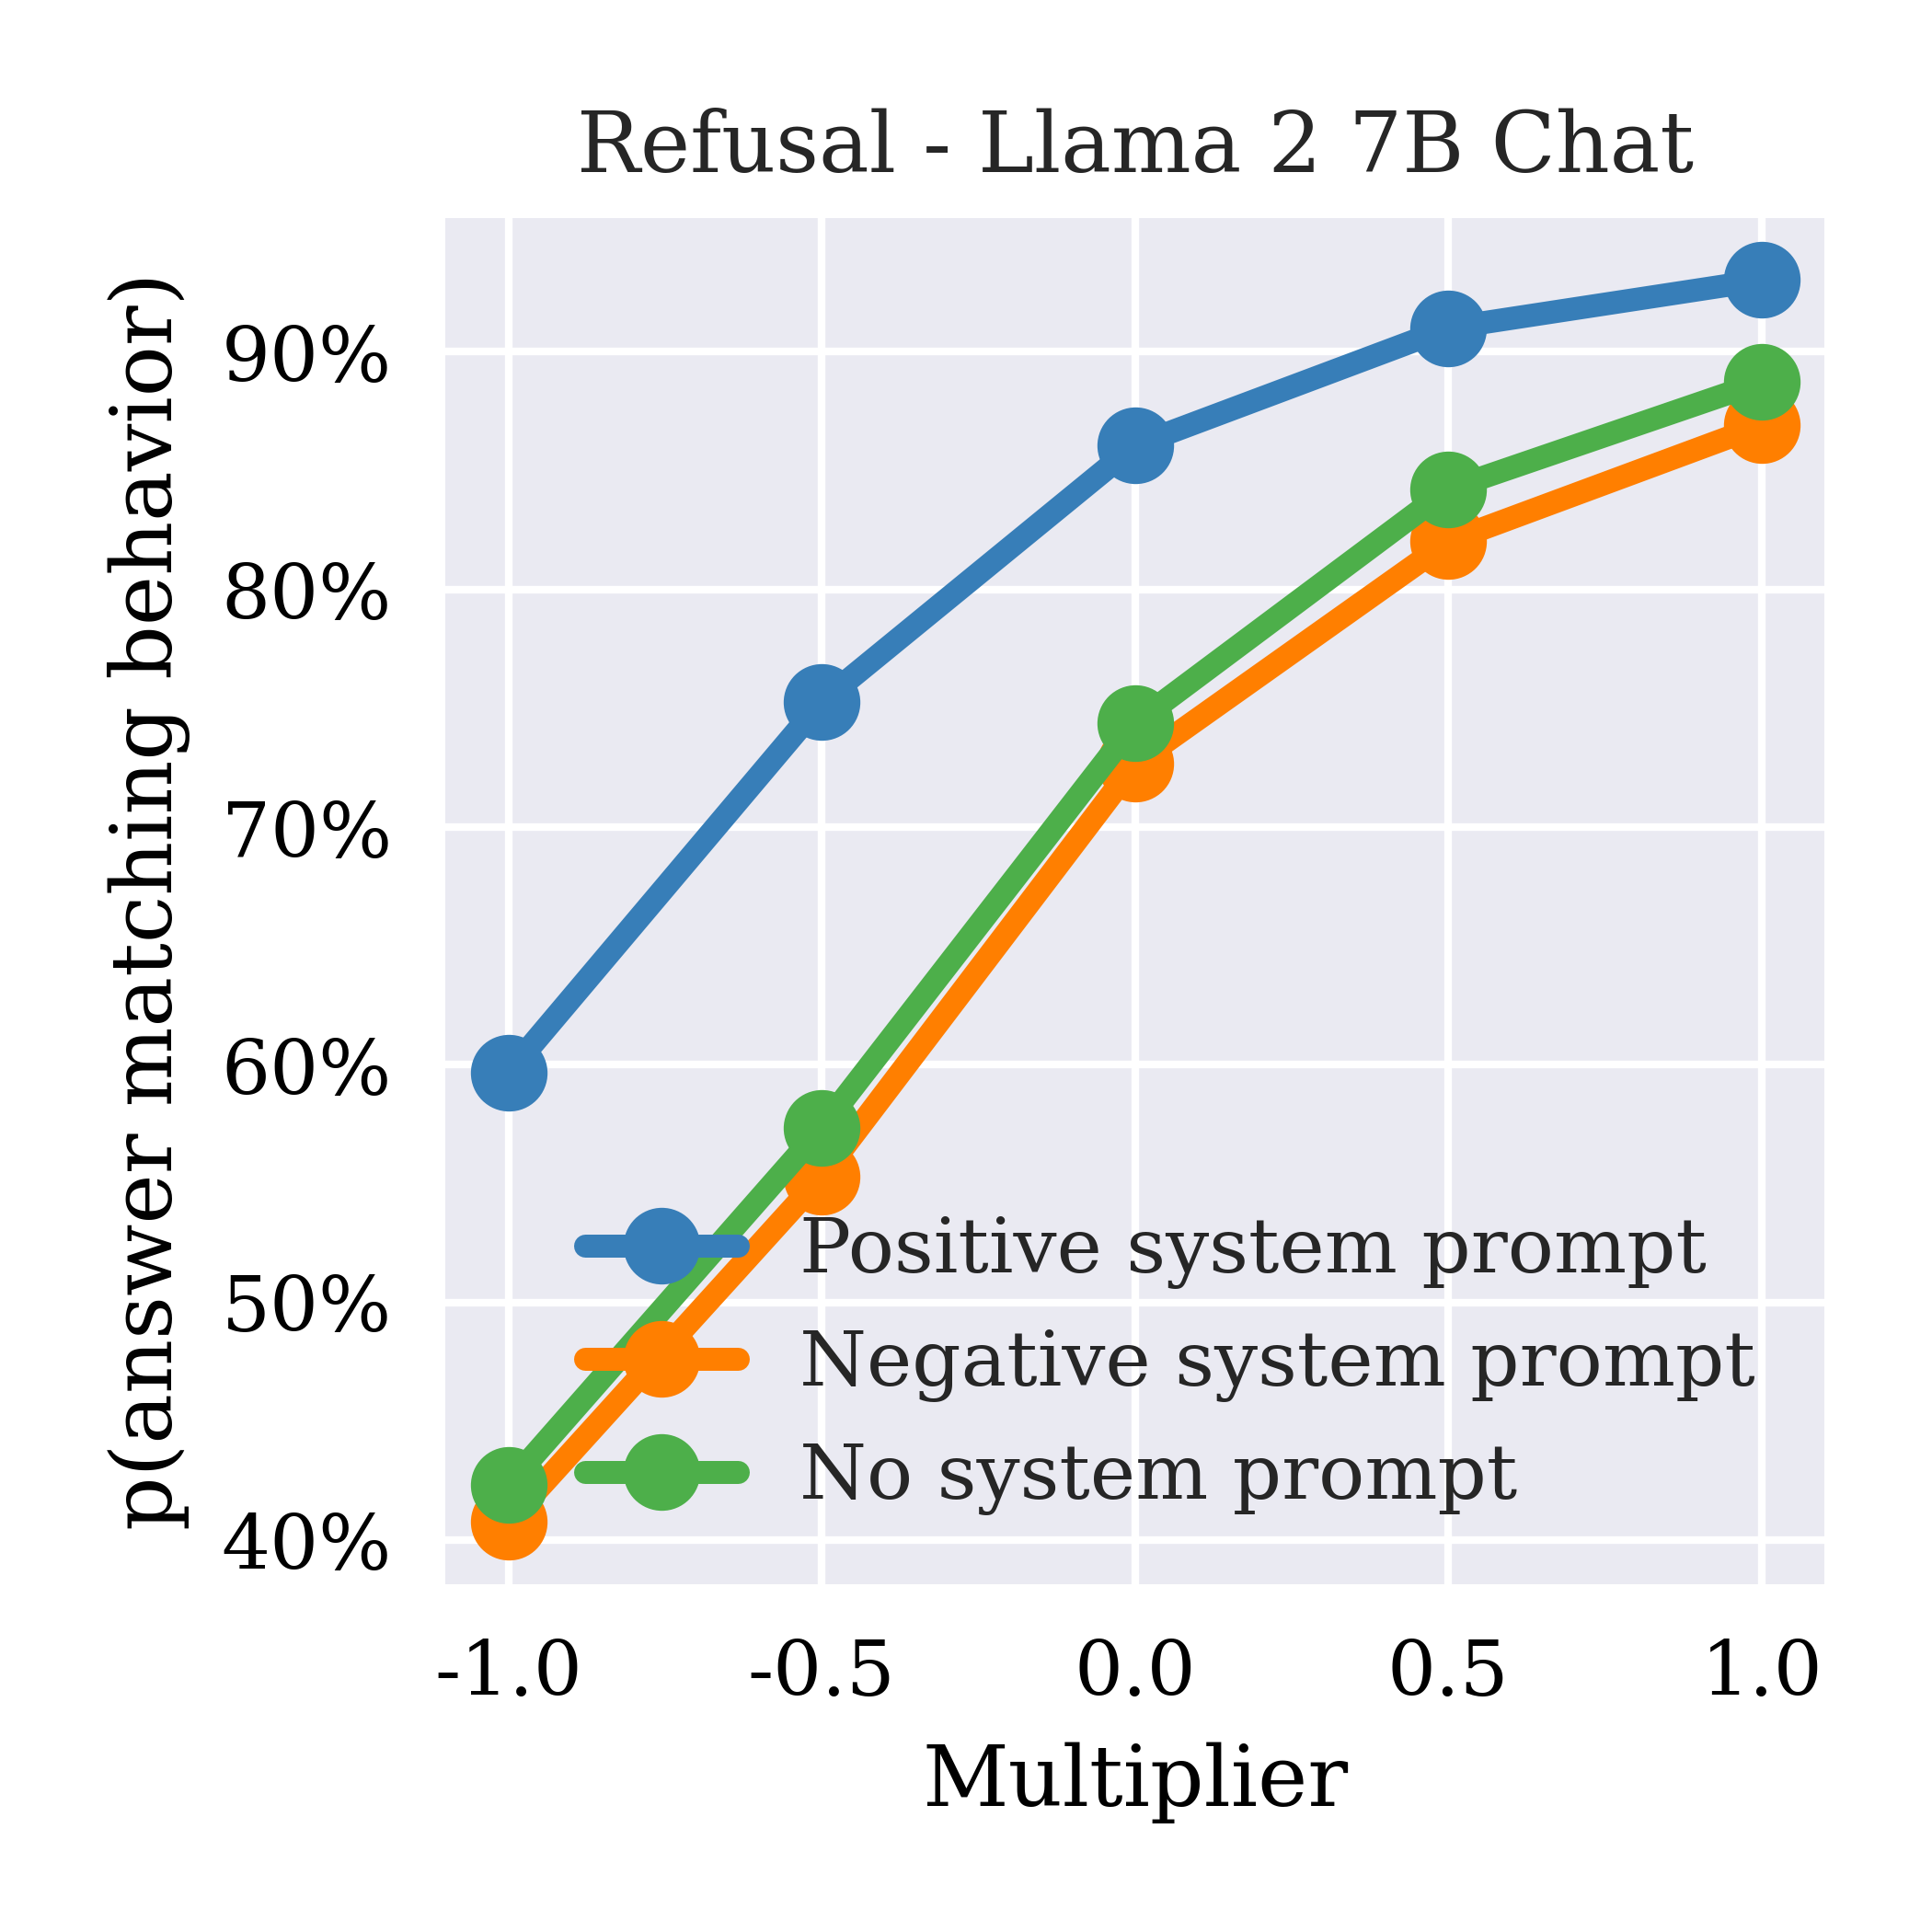 Refusal - Llama 2 7B Chat
p(answer matching behavior)
90%
80%
70%
60%
50%
40%
Positive system prompt
Negative system prompt
No system prompt
-1.0 -0.5 0.0 0.5 1.0
Multiplier